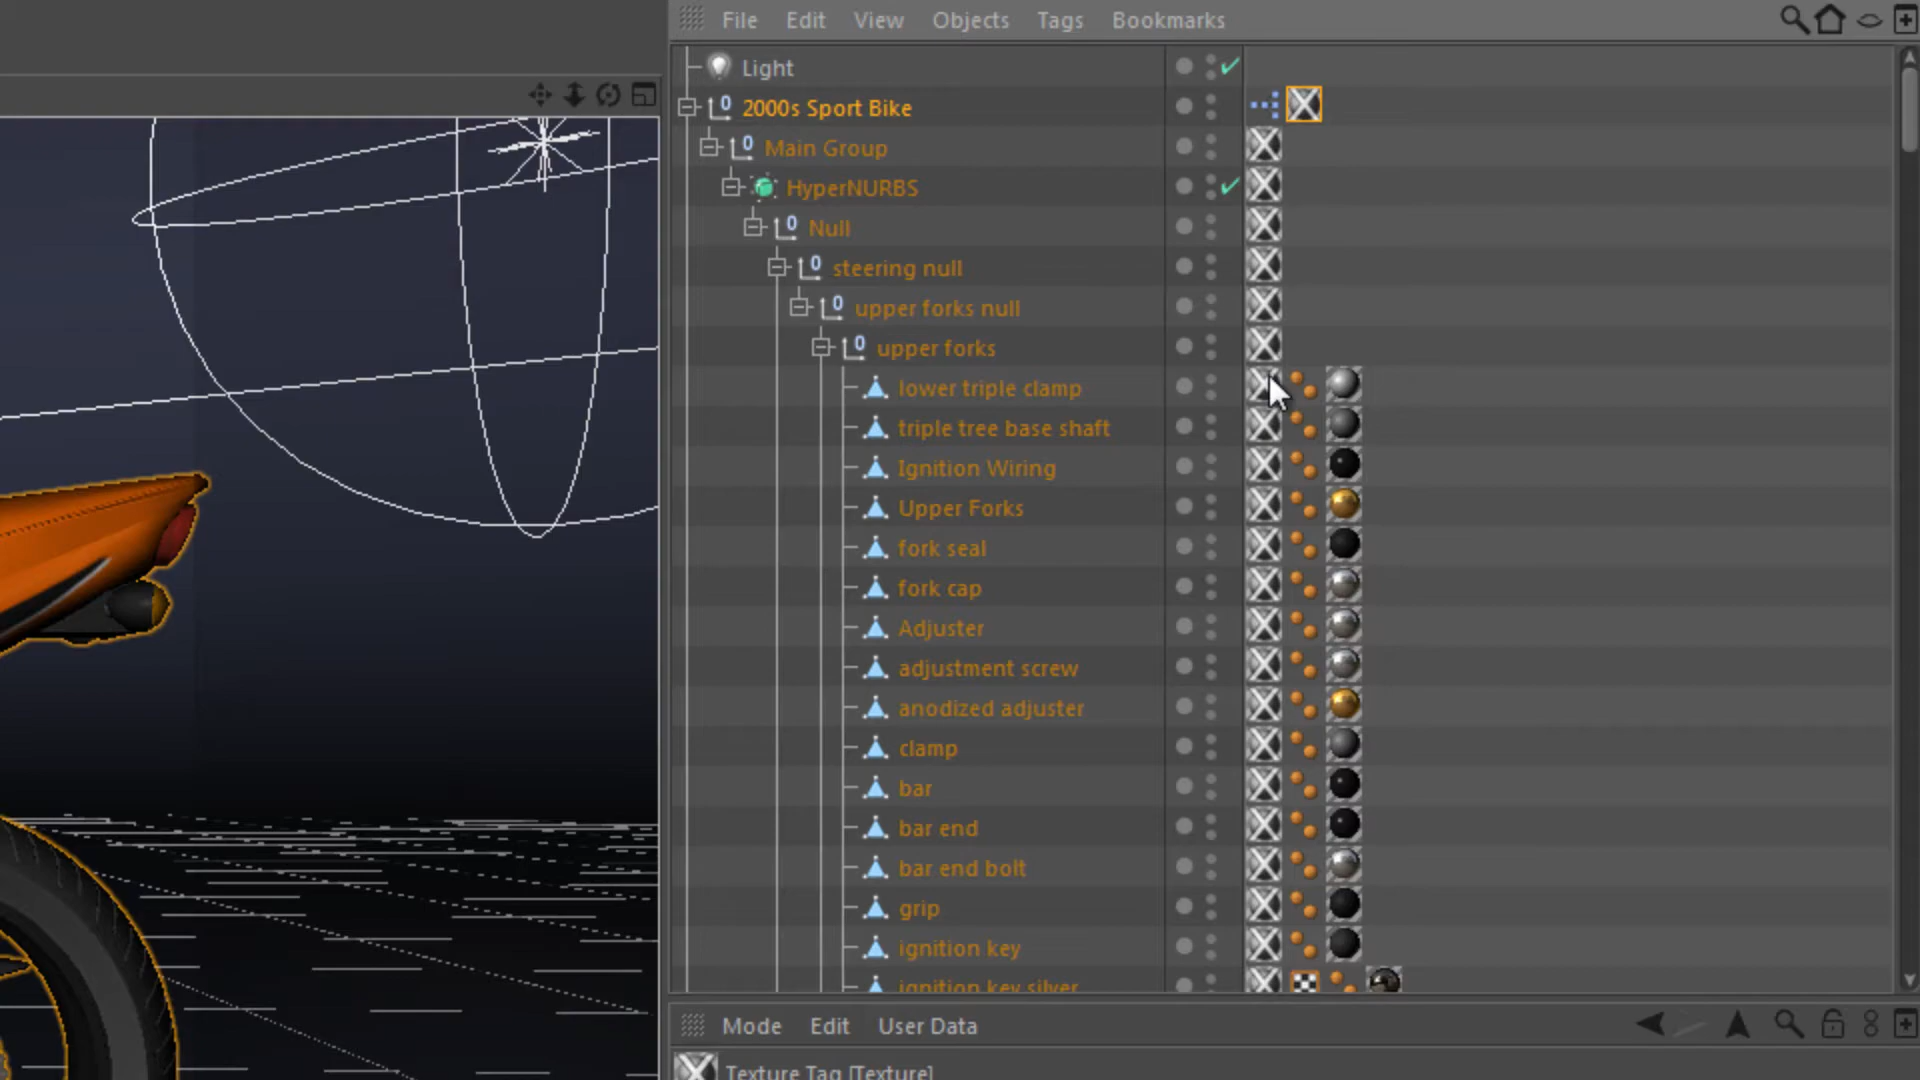 File Edit View Objects Tags Bookmarks
Light
2000s Sport Bike
Main Group
HyperNURBS
Null
steering null
upper forks null
upper forks
lower triple clamp
triple tree base shaft
Ignition Wiring
Upper Forks
fork seal
fork cap
Adjuster
adjustment screw
anodized adjuster
clamp
bar
bar end
bar end bolt
grip
ignition key
ignition key silver
Mode Edit User Data
Texture Tag [Texture]